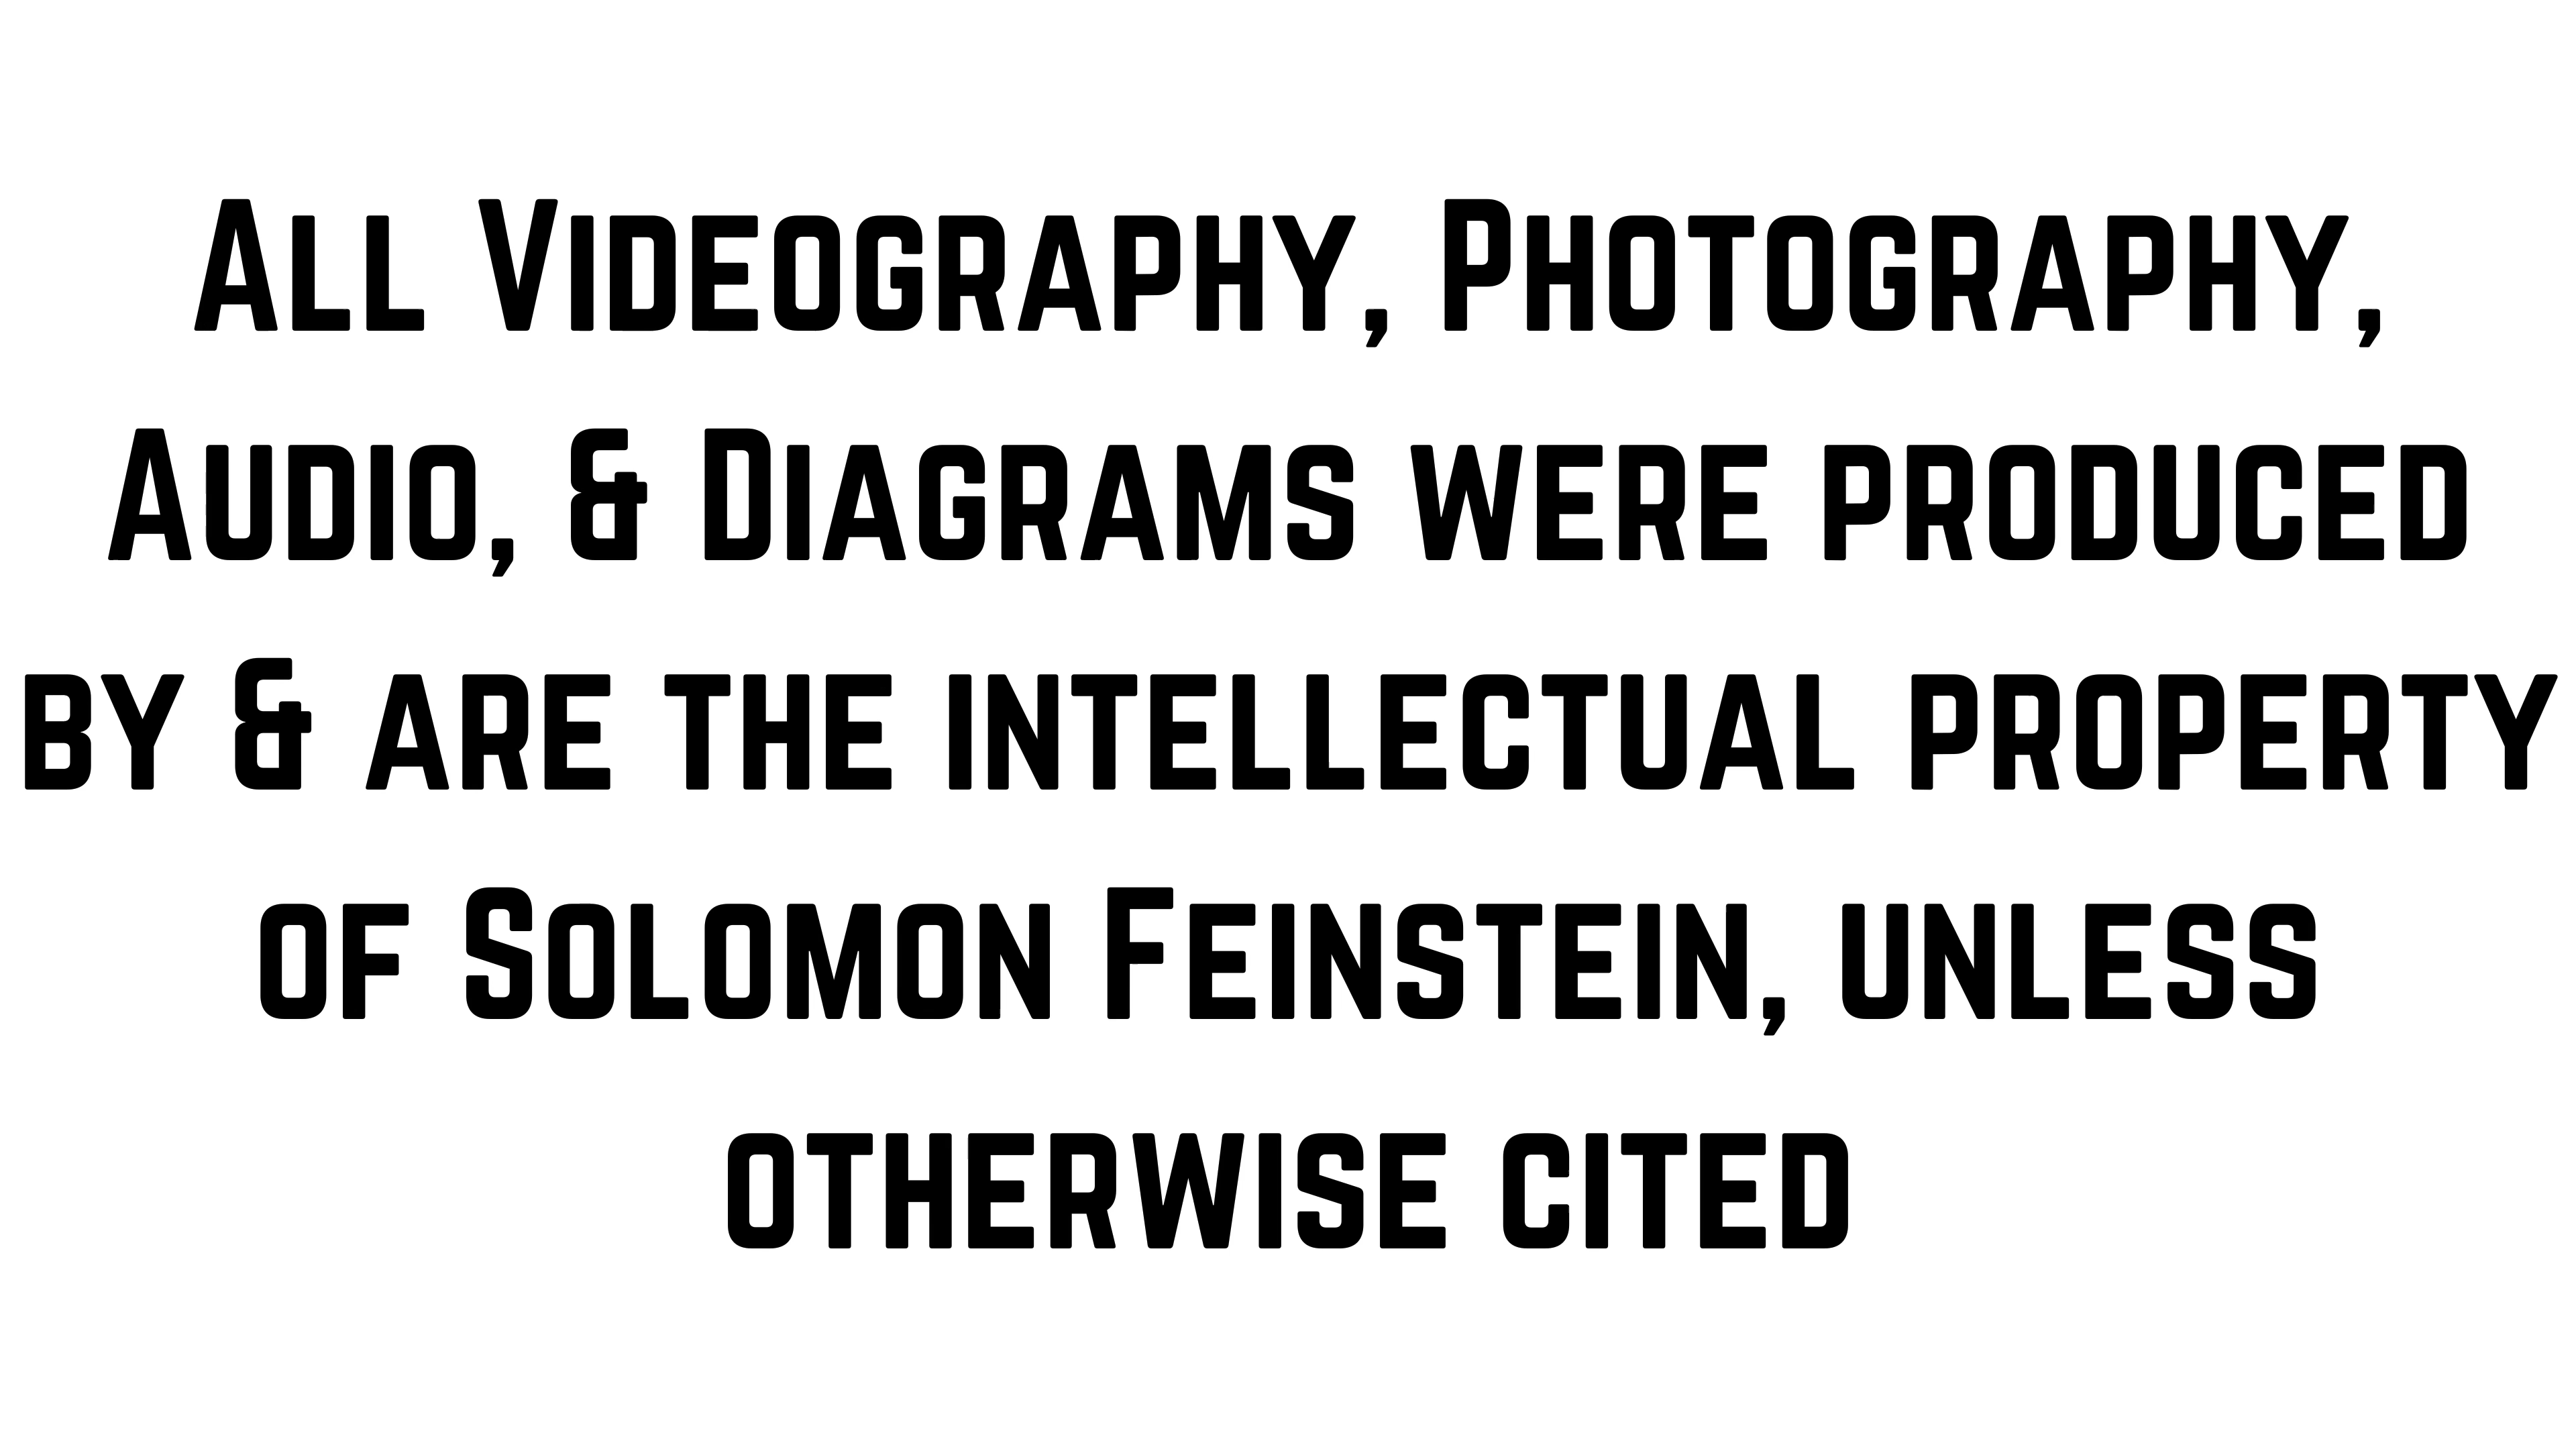 All Videography, Photography,
Audio, & Diagrams were produced
by & are the intellectual property
of Solomon Feinstein, unless
otherwise cited